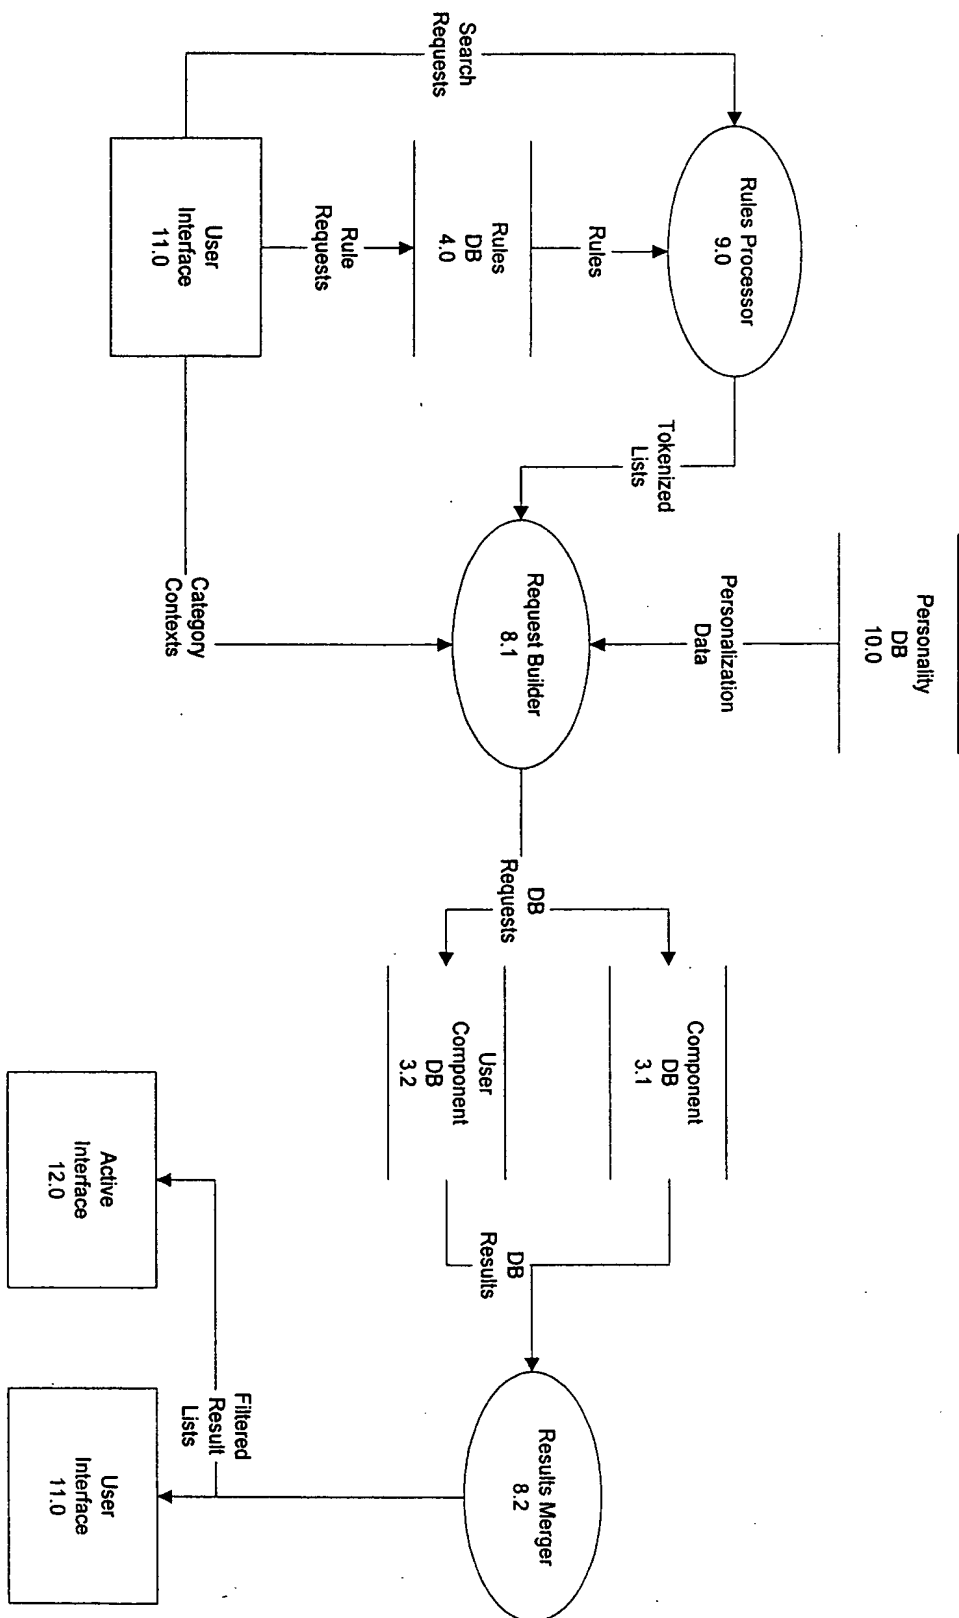 Search
Requests
Rules Processor
9.0
Rules
Rules
DB
4.0
Rule
Requests
User
Interface
11.0
Tokenized
Lists
Category
Contexts
Personality
DB
10.0
Personalization
Data
Request Builder
8.1
DB
Requests
Component
DB
3.1
User
Component
DB
3.2
DB
Results
Results Merger
8.2
Filtered
Result
Lists
Active
Interface
12.0
User
Interface
11.0